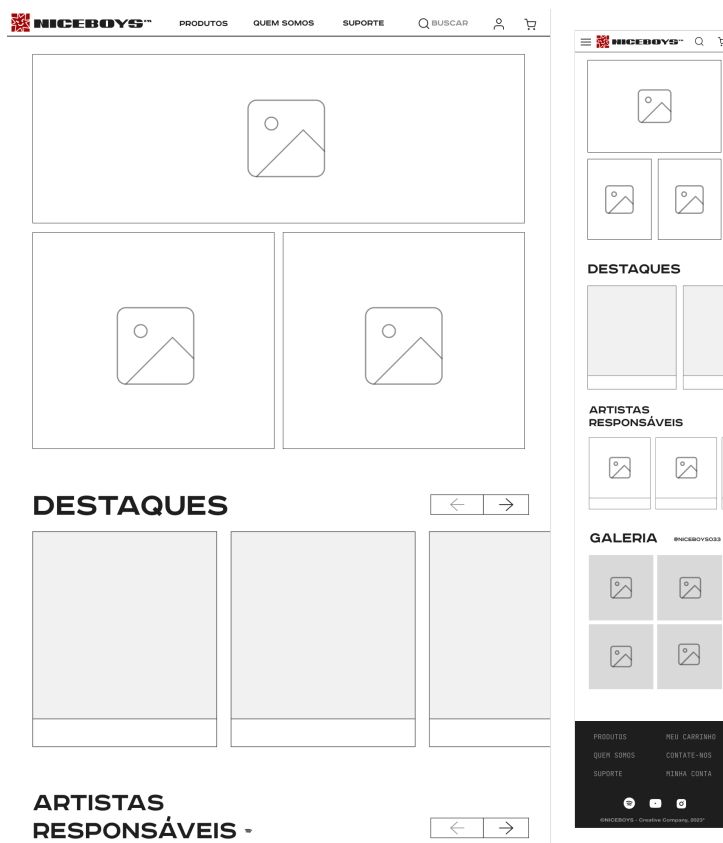 NICEBOYS™ PRODUTOS QUEM SOMOS SUPORTE BUSCAR
DESTAQUES
ARTISTAS
RESPONSÁVEIS
NICEBOYS™
DESTAQUES
ARTISTAS
RESPONSÁVEIS
GALERIA @NICEBOYS033
PRODUTOS MEU CARRINHO
QUEM SOMOS CONTATE-NOS
SUPORTE MINHA CONTA
©NICEBOYS - Creative Company, 2023°